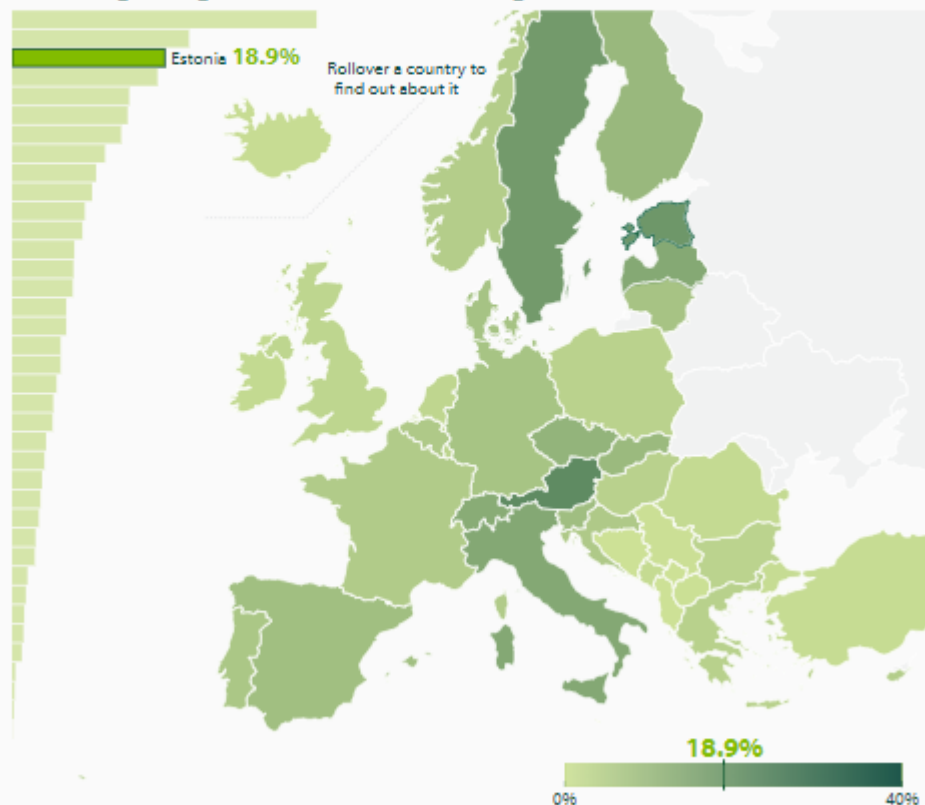 Estonia 18.9%
Rollover a country to
find out about it
18.9%
0%
40%